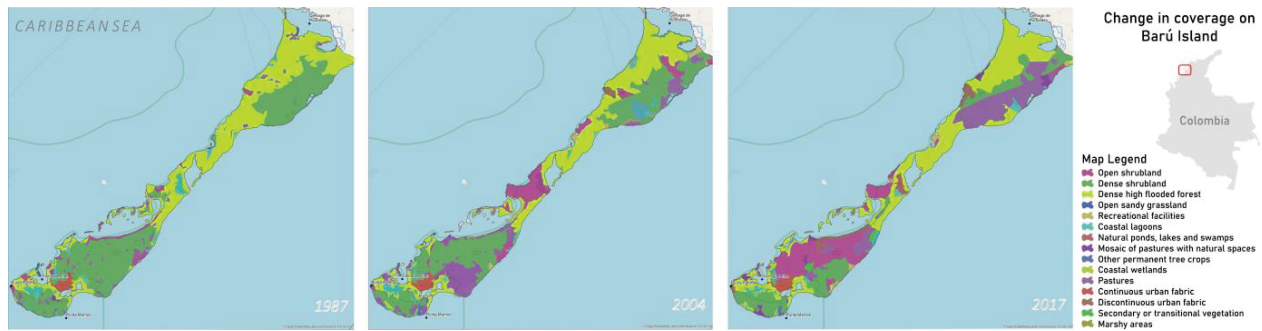 CARIBBEAN SEA
1987
2004
2017
Change in coverage on
Barú Island
Colombia
Map Legend
Open shrubland
Dense shrubland
Dense high flooded forest
Open sandy grassland
Recreational facilities
Coastal lagoons
Natural ponds, lakes and swamps
Mosaic of pastures with natural spaces
Other permanent tree crops
Coastal wetlands
Pastures
Continuous urban fabric
Discontinuous urban fabric
Secondary or transitional vegetation
Marshy areas